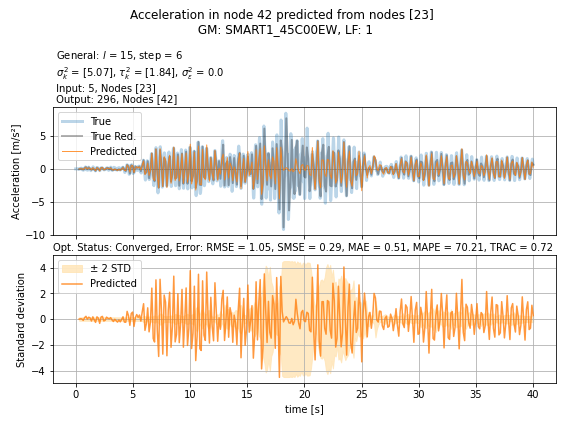 Acceleration in node 42 predicted from nodes [23]
GM: SMART1_45C00EW, LF: 1
General: l = 15, step = 6
σ²ₖ = [5.07], τ²ₖ = [1.84], σ²ε = 0.0
Input: 5, Nodes [23]
Output: 296, Nodes [42]
True
True Red.
Predicted
Acceleration [m/s²]
5
0
−5
−10
Opt. Status: Converged, Error: RMSE = 1.05, SMSE = 0.29, MAE = 0.51, MAPE = 70.21, TRAC = 0.72
± 2 STD
Predicted
Standard deviation
4
2
0
−2
−4
0 5 10 15 20 25 30 35 40
time [s]